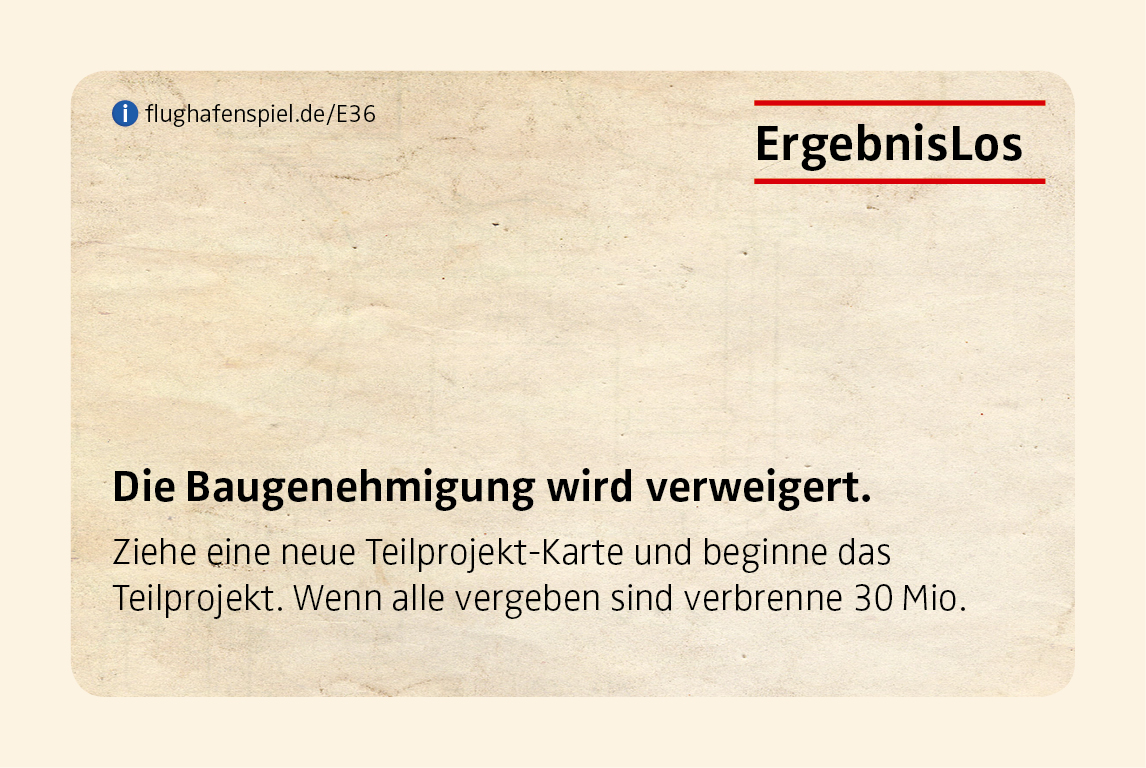 i flughafenspiel.de/E36
ErgebnisLos
Die Baugenehmigung wird verweigert.
Ziehe eine neue Teilprojekt-Karte und beginne das
Teilprojekt. Wenn alle vergeben sind verbrenne 30 Mio.